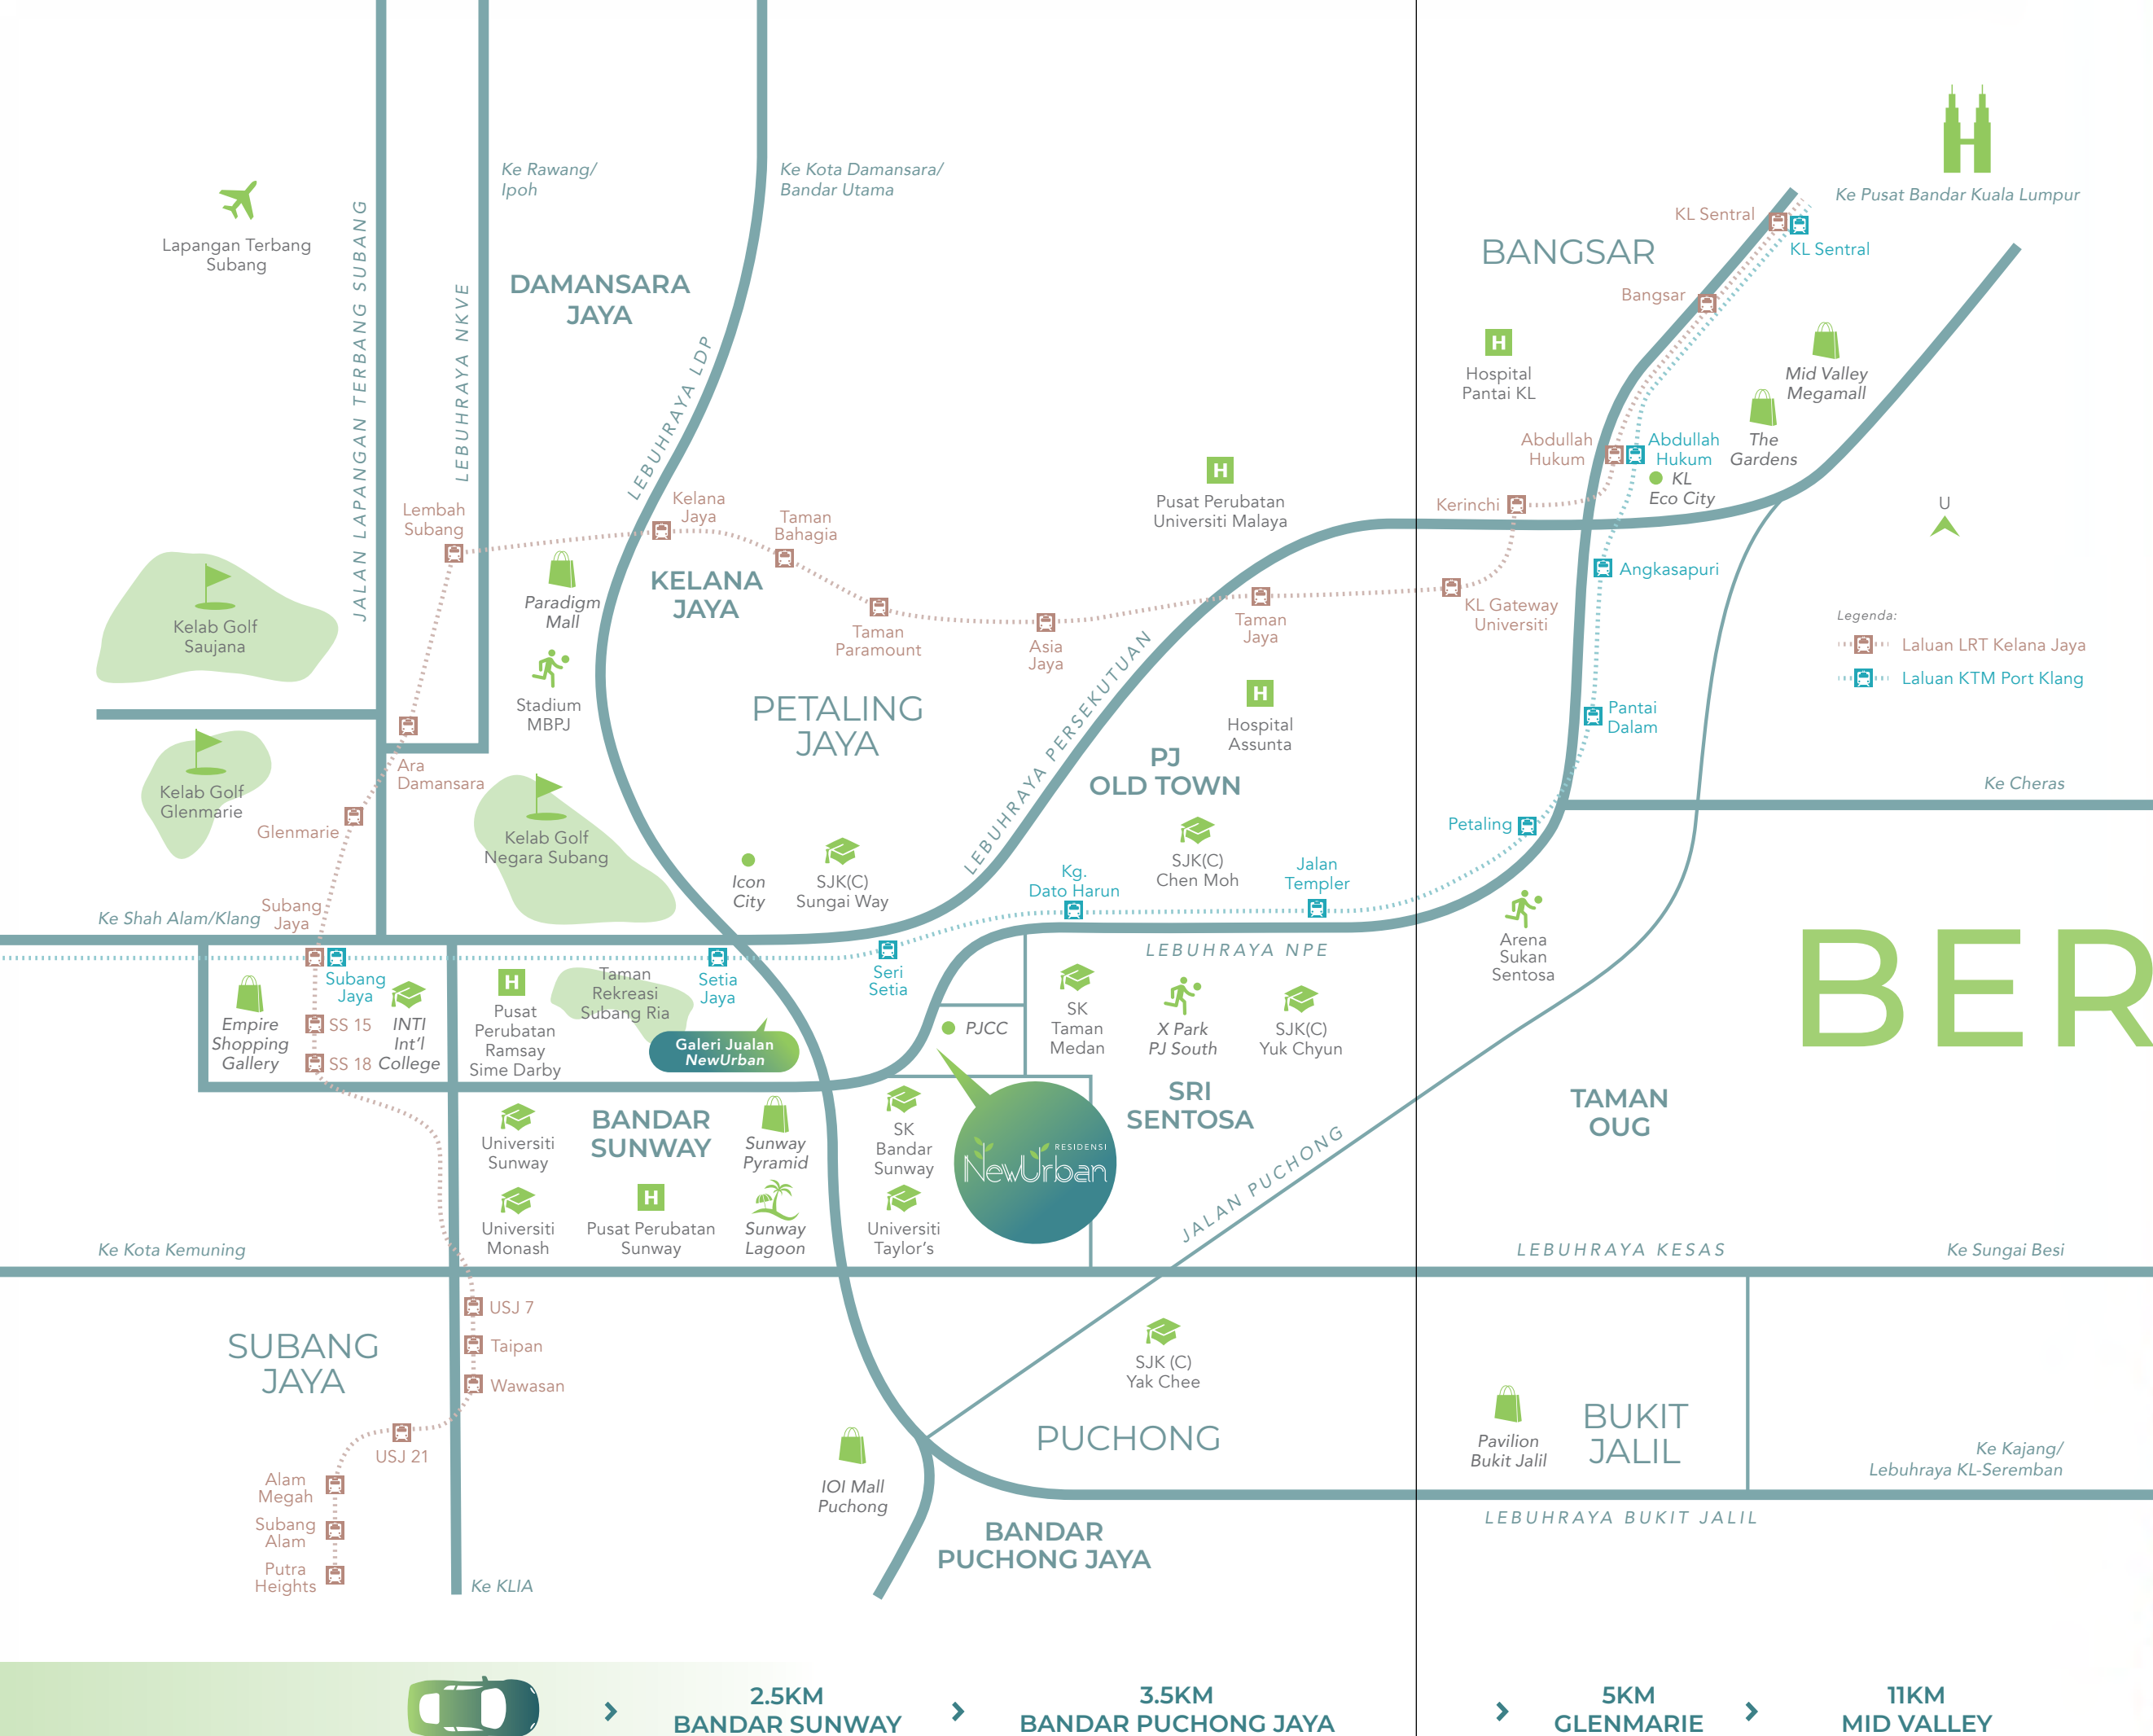 Ke Rawang/
Ipoh
Ke Kota Damansara/
Bandar Utama
Ke Pusat Bandar Kuala Lumpur
KL Sentral
KL Sentral
BANGSAR
Lapangan Terbang
Subang
JALAN LAPANGAN TERBANG SUBANG
LEBUHRAYA NKVE
DAMANSARA
JAYA
LEBUHRAYA LDP
Bangsar
H
Hospital
Pantai KL
Mid Valley
Megamall
Abdullah
Hukum
Abdullah
Hukum
The
Gardens
KL
Eco City
H
Pusat Perubatan
Universiti Malaya
Kerinchi
U
Lembah
Subang
Kelana
Jaya
Taman
Bahagia
KELANA
JAYA
Paradigm
Mall
Taman
Paramount
Asia
Jaya
Taman
Jaya
KL Gateway
Universiti
Angkasapuri
Legenda:
Laluan LRT Kelana Jaya
Laluan KTM Port Klang
Kelab Golf
Saujana
Stadium
MBPJ
PETALING
JAYA
LEBUHRAYA PERSEKUTUAN
H
Hospital
Assunta
Pantai
Dalam
PJ
OLD TOWN
Ara
Damansara
Kelab Golf
Glenmarie
Glenmarie
Kelab Golf
Negara Subang
Ke Cheras
Petaling
Icon
City
SJK(C)
Sungai Way
SJK(C)
Chen Moh
Kg.
Dato Harun
Jalan
Templer
Ke Shah Alam/Klang
Subang
Jaya
LEBUHRAYA NPE
Arena
Sukan
Sentosa
BER
Subang
Jaya
Empire
Shopping
Gallery
SS 15
SS 18
INTI
Int'l
College
H
Pusat
Perubatan
Ramsay
Sime Darby
Taman
Rekreasi
Subang Ria
Setia
Jaya
Seri
Setia
Galeri Jualan
NewUrban
PJCC
SK
Taman
Medan
X Park
PJ South
SJK(C)
Yuk Chyun
SRI
SENTOSA
TAMAN
OUG
BANDAR
SUNWAY
Universiti
Sunway
Sunway
Pyramid
SK
Bandar
Sunway
RESIDENSI
NewUrban
Universiti
Monash
H
Pusat Perubatan
Sunway
Sunway
Lagoon
Universiti
Taylor's
JALAN PUCHONG
Ke Kota Kemuning
LEBUHRAYA KESAS
Ke Sungai Besi
USJ 7
Taipan
Wawasan
SUBANG
JAYA
USJ 21
Alam
Megah
Subang
Alam
Putra
Heights
Ke KLIA
SJK (C)
Yak Chee
PUCHONG
IOI Mall
Puchong
BANDAR
PUCHONG JAYA
Pavilion
Bukit Jalil
BUKIT
JALIL
Ke Kajang/
Lebuhraya KL-Seremban
LEBUHRAYA BUKIT JALIL
2.5KM
BANDAR SUNWAY
3.5KM
BANDAR PUCHONG JAYA
5KM
GLENMARIE
11KM
MID VALLEY